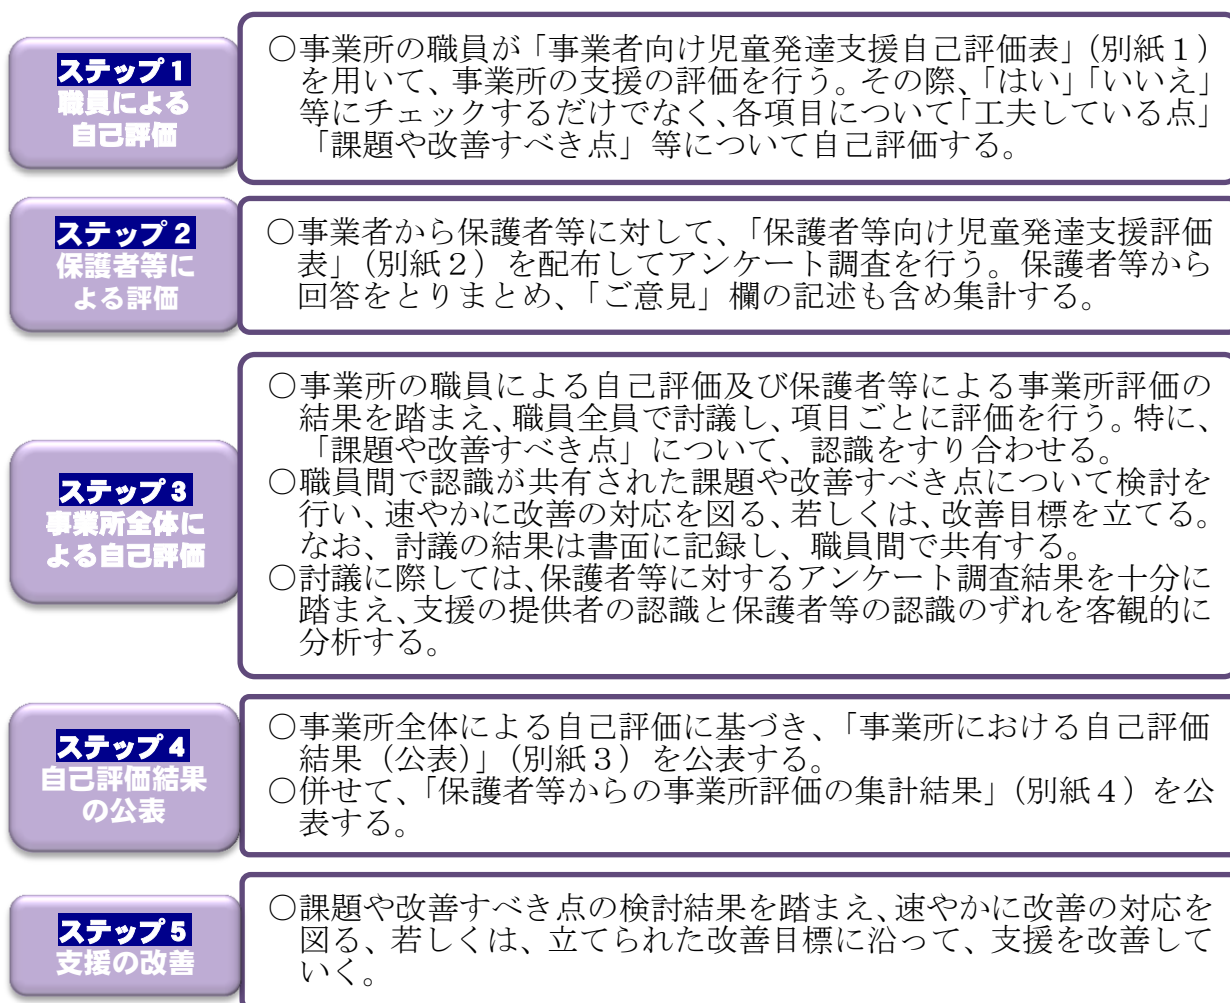 ステップ１
職員による
自己評価
○事業所の職員が「事業者向け児童発達支援自己評価表」（別紙１）
を用いて、事業所の支援の評価を行う。その際、「はい」「いいえ」
等にチェックするだけでなく、各項目について「工夫している点」
「課題や改善すべき点」等について自己評価する。
ステップ２
保護者等に
よる評価
○事業者から保護者等に対して、「保護者等向け児童発達支援評価
表」（別紙２）を配布してアンケート調査を行う。保護者等から
回答をとりまとめ、「ご意見」欄の記述も含め集計する。
ステップ３
事業所全体に
よる自己評価
○事業所の職員による自己評価及び保護者等による事業所評価の
結果を踏まえ、職員全員で討議し、項目ごとに評価を行う。特に、
「課題や改善すべき点」について、認識をすり合わせる。
○職員間で認識が共有された課題や改善すべき点について検討を
行い、速やかに改善の対応を図る、若しくは、改善目標を立てる。
なお、討議の結果は書面に記録し、職員間で共有する。
○討議に際しては、保護者等に対するアンケート調査結果を十分に
踏まえ、支援の提供者の認識と保護者等の認識のずれを客観的に
分析する。
ステップ４
自己評価結果
の公表
○事業所全体による自己評価に基づき、「事業所における自己評価
結果（公表）」（別紙３）を公表する。
○併せて、「保護者等からの事業所評価の集計結果」（別紙４）を公
表する。
ステップ５
支援の改善
○課題や改善すべき点の検討結果を踏まえ、速やかに改善の対応を
図る、若しくは、立てられた改善目標に沿って、支援を改善して
いく。